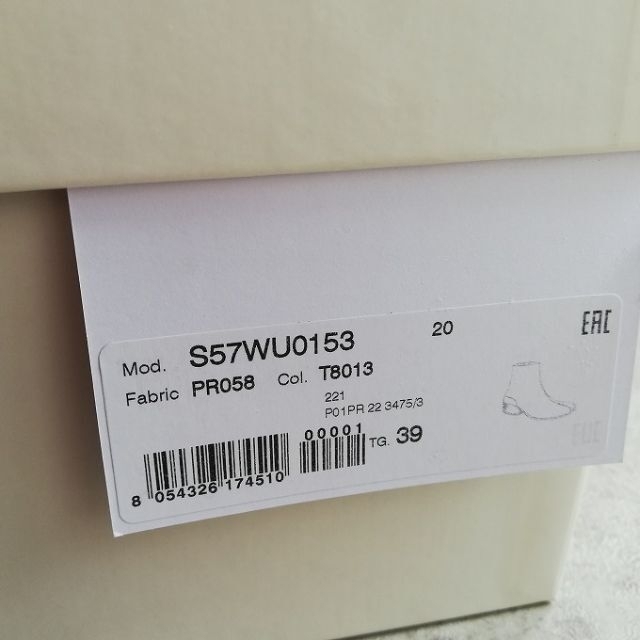 Mod. S57WU0153 20 EAC
Fabric PR058 Col. T8013
221
P01PR 22 3475/3
00001 TG. 39
8 054326 174510